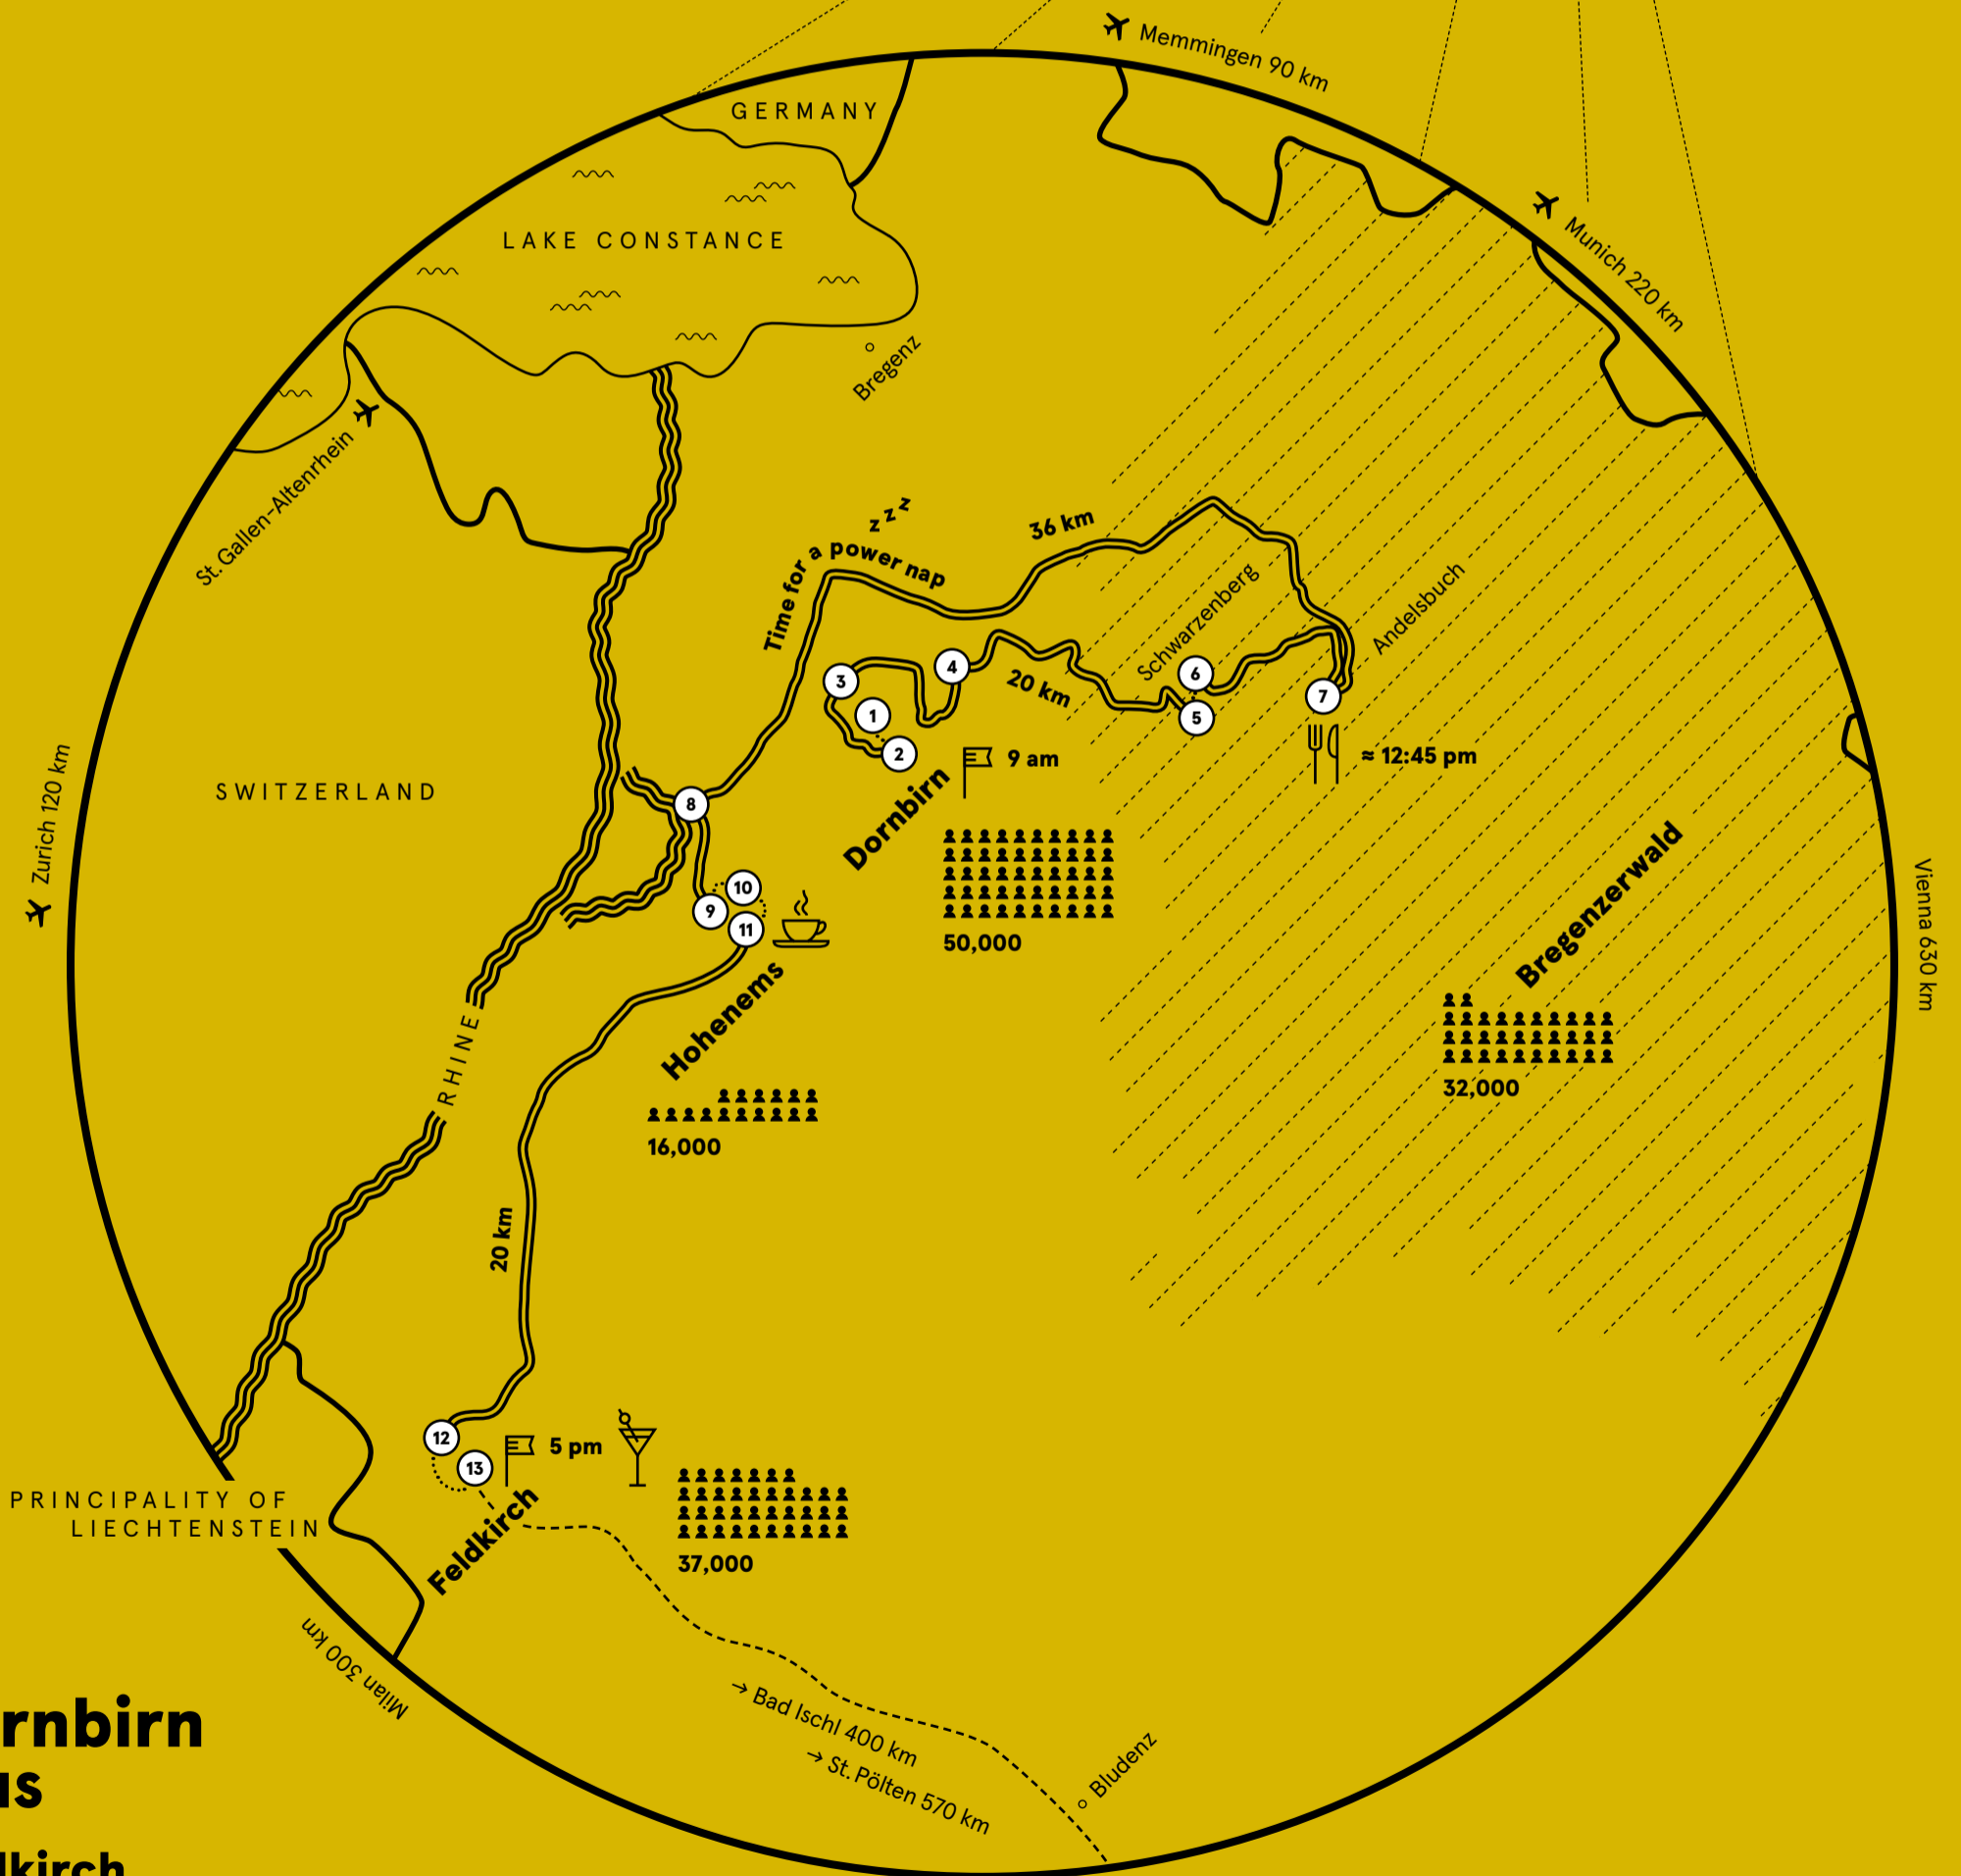 Memmingen 90 km
GERMANY
Munich 220 km
LAKE CONSTANCE
Bregenz
St. Gallen-Altenrhein
z z z
Time for a power nap
36 km
Schwarzenberg
Andelsbuch
4
3
6
20 km
7
1
5
2
9 am
≈ 12:45 pm
Zurich 120 km
SWITZERLAND
8
Dornbirn
50,000
Bregenzerwald
32,000
Vienna 630 km
10
9
11
Hohenems
16,000
RHINE
20 km
12
13
5 pm
Feldkirch
37,000
PRINCIPALITY OF
LIECHTENSTEIN
Milan 300 km
→ Bad Ischl 400 km
→ St. Pölten 570 km
Bludenz
rnbirn
us
lkirch